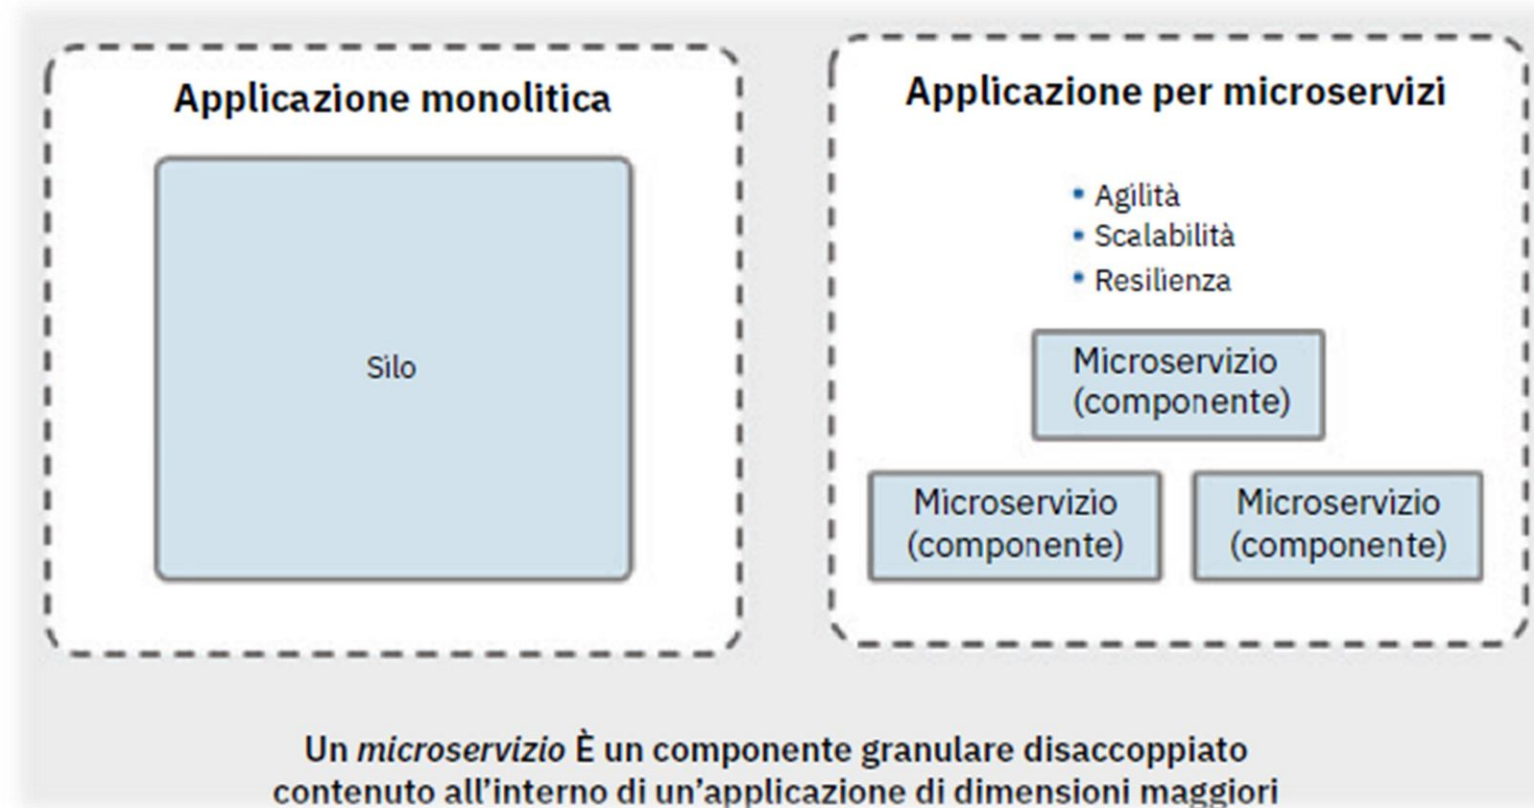 Applicazione monolitica
Silo
Applicazione per microservizi
• Agilità
• Scalabilità
• Resilienza
Microservizio
(componente)
Microservizio
(componente)
Microservizio
(componente)
Un microservizio È un componente granulare disaccoppiato
contenuto all’interno di un’applicazione di dimensioni maggiori